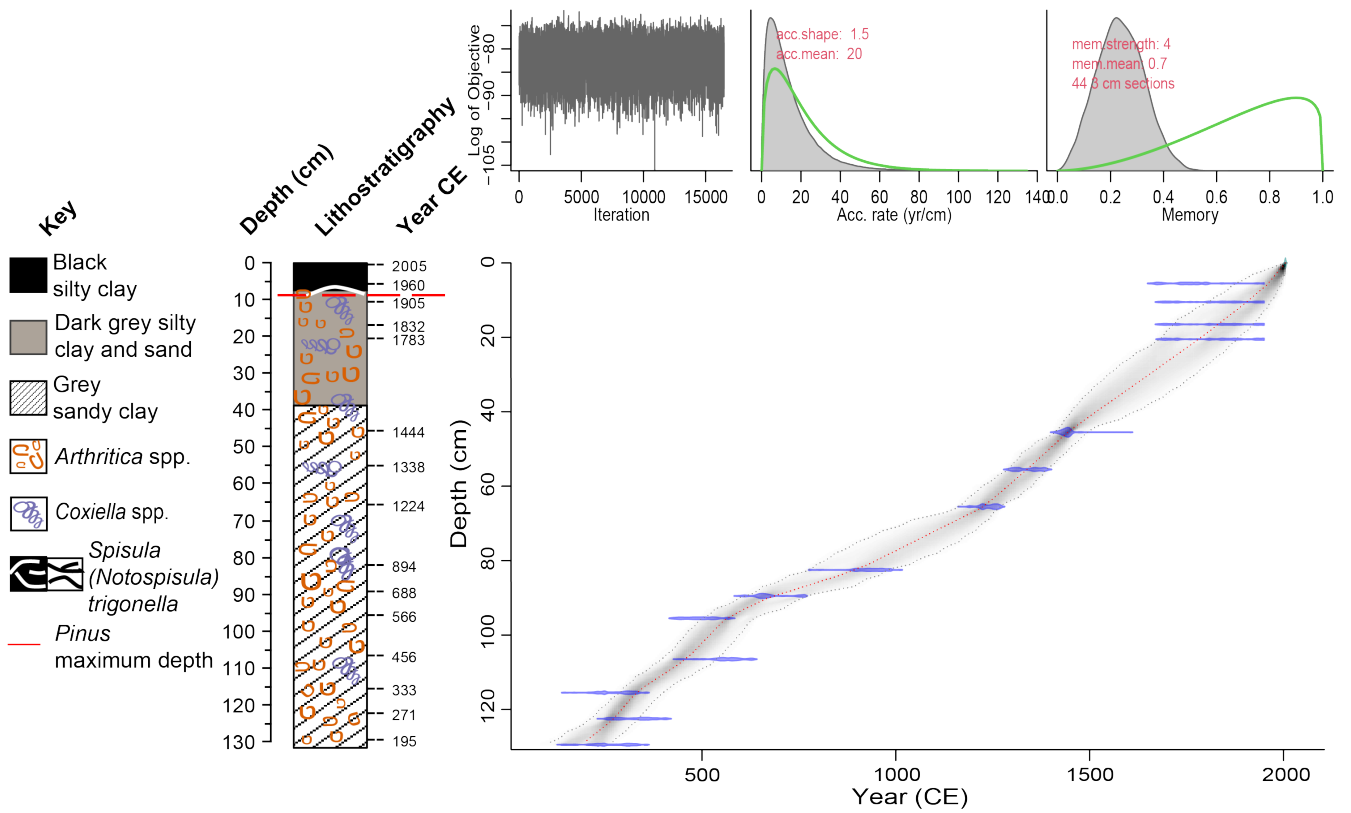 Key
Black
silty clay
Dark grey silty
clay and sand
Grey
sandy clay
Arthritica spp.
Coxiella spp.
Spisula
(Notospisula)
trigonella
Pinus
maximum depth
Depth (cm)
Lithostratigraphy
Year CE
0
10
20
30
40
50
60
70
80
90
100
110
120
130
2005
1960
1905
1832
1783
1444
1338
1224
894
688
566
456
333
271
195
Log of Objective
−80
−90
−105
0
5000
10000
15000
Iteration
acc.shape: 1.5
acc.mean: 20
0
20
40
60
80
100
120
140
Acc. rate (yr/cm)
mem.strength: 4
mem.mean: 0.7
44 3 cm sections
0.0
0.2
0.4
0.6
0.8
1.0
Memory
Depth (cm)
0
20
40
60
80
100
120
500
1000
1500
2000
Year (CE)